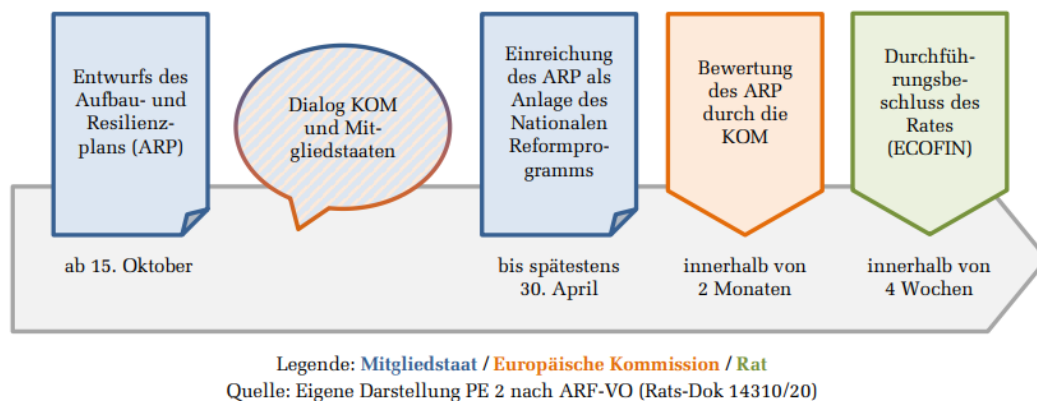 Entwurfs des
Aufbau- und
Resilienz-
plans (ARP)
Dialog KOM
und Mit-
gliedstaaten
Einreichung
des ARP als
Anlage des
Nationalen
Reformpro-
gramms
Bewertung
des ARP
durch die
KOM
Durchfüh-
rungsbe-
schluss des
Rates
(ECOFIN)
ab 15. Oktober
bis spätestens
30. April
innerhalb von
2 Monaten
innerhalb von
4 Wochen
Legende: Mitgliedstaat / Europäische Kommission / Rat
Quelle: Eigene Darstellung PE 2 nach ARF-VO (Rats-Dok 14310/20)